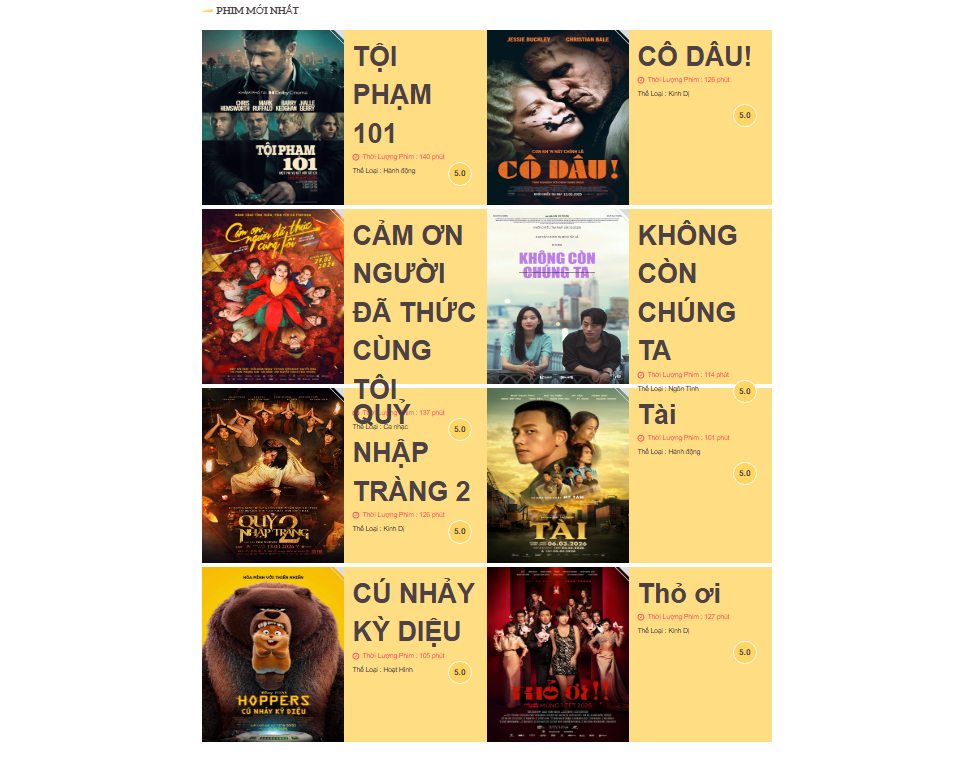 PHIM MỚI NHẤT
CHRIS HEMSWORTH MARK RUFFALO BARRY KEOGHAN HALLE BERRY
TỘI PHẠM
101
TỘI
PHẠM
101
Thời Lượng Phim : 140 phút
Thể Loại : Hành động
5.0
JESSIE BUCKLEY CHRISTIAN BALE
CÔ DÂU!
CÔ DÂU!
Thời Lượng Phim : 126 phút
Thể Loại : Kinh Dị
5.0
Cảm ơn
người đã thức
cùng tôi
CẢM ƠN
NGƯỜI
ĐÃ THỨC
CÙNG
TÔI
Thời Lượng Phim : 137 phút
Thể Loại : Ca nhạc
5.0
KHÔNG CÒN
CHÚNG TA
KHÔNG
CÒN
CHÚNG
TA
Thời Lượng Phim : 114 phút
Thể Loại : Ngôn Tình
5.0
QUỶ
NHẬP TRÀNG 2
13.03.2026
QUỶ
NHẬP
TRÀNG 2
Thời Lượng Phim : 126 phút
Thể Loại : Kinh Dị
5.0
MỸ TÂM
TÀI
06.03.2026
Tài
Thời Lượng Phim : 101 phút
Thể Loại : Hành động
5.0
HÒA MÌNH VỚI THIÊN NHIÊN
HOPPERS
CÚ NHẢY KỲ DIỆU
CÚ NHẢY
KỲ DIỆU
Thời Lượng Phim : 105 phút
Thể Loại : Hoạt Hình
5.0
THỎ ƠI!!
Thỏ ơi
Thời Lượng Phim : 127 phút
Thể Loại : Kinh Dị
5.0